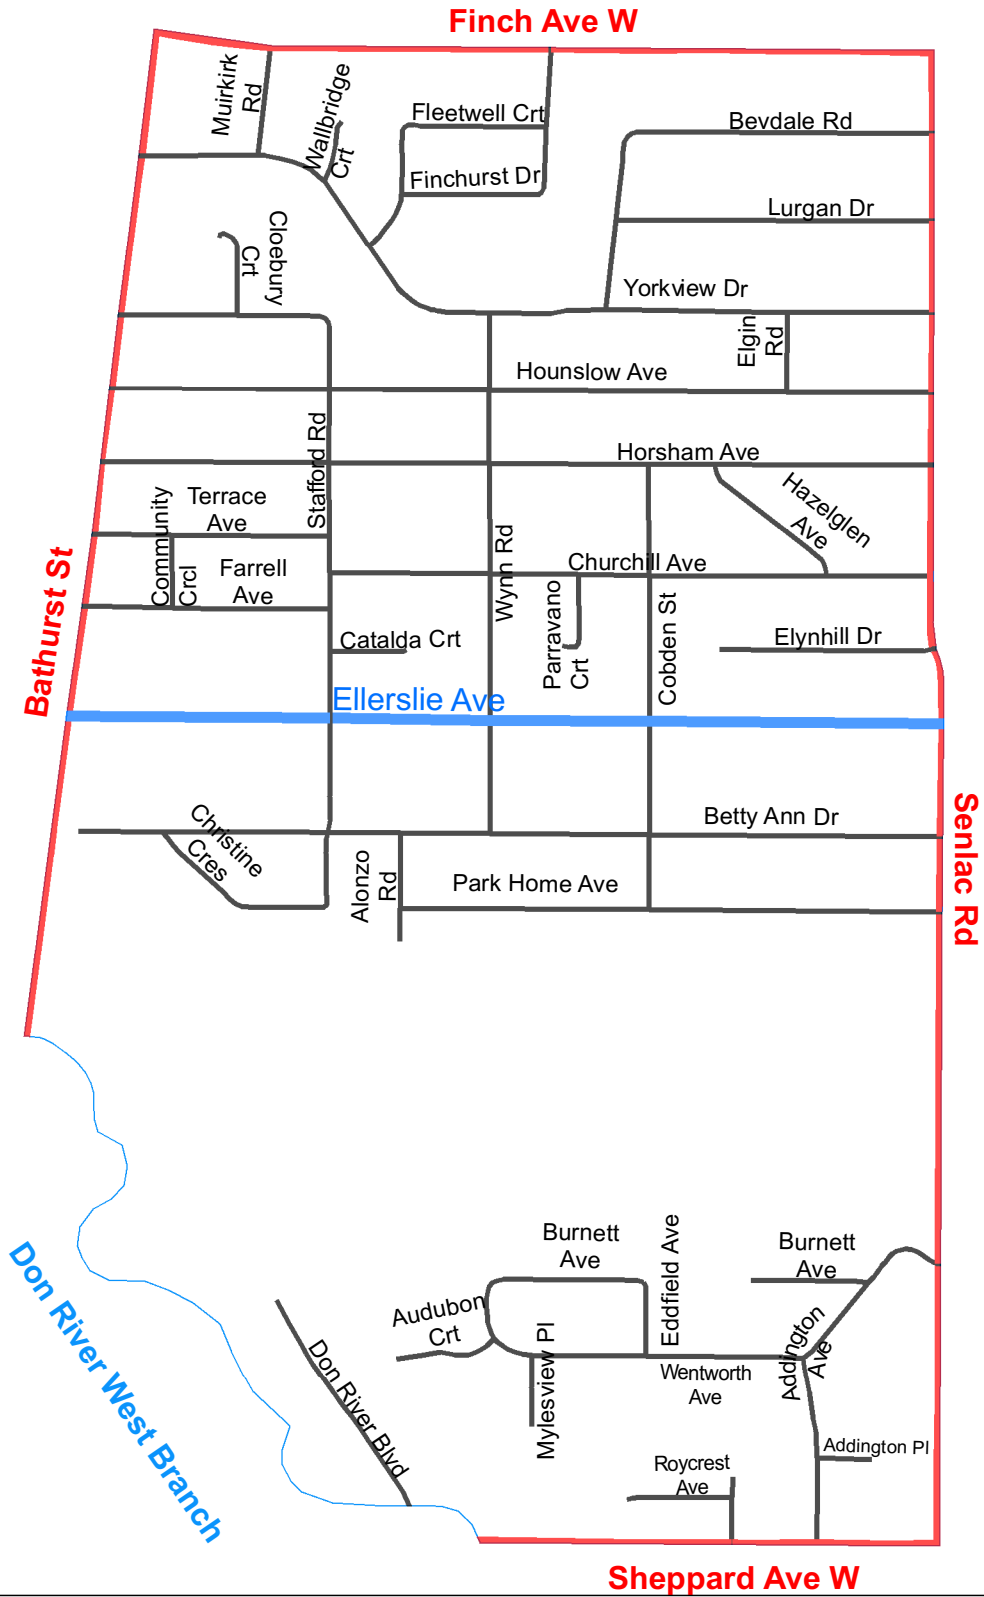 Finch Ave W
Muirkirk
Rd
Wallbridge
Crt
Fleetwell Crt
Finchurst Dr
Bevdale Rd
Lurgan Dr
Cloebury
Crt
Yorkview Dr
Elgin
Rd
Hounslow Ave
Stafford Rd
Horsham Ave
Hazelglen
Ave
Terrace
Ave
Community
Crcl
Farrell
Ave
Wynn Rd
Churchill Ave
Parravano
Crt
Cobden St
Catalda Crt
Elynhill Dr
Bathurst St
Ellerslie Ave
Christine
Cres
Betty Ann Dr
Senlac Rd
Alonzo
Rd
Park Home Ave
Burnett
Ave
Eddfield Ave
Burnett
Ave
Audubon
Crt
Mylesview Pl
Wentworth
Ave
Addington
Ave
Don River West Branch
Don River Blvd
Addington Pl
Roycrest
Ave
Sheppard Ave W